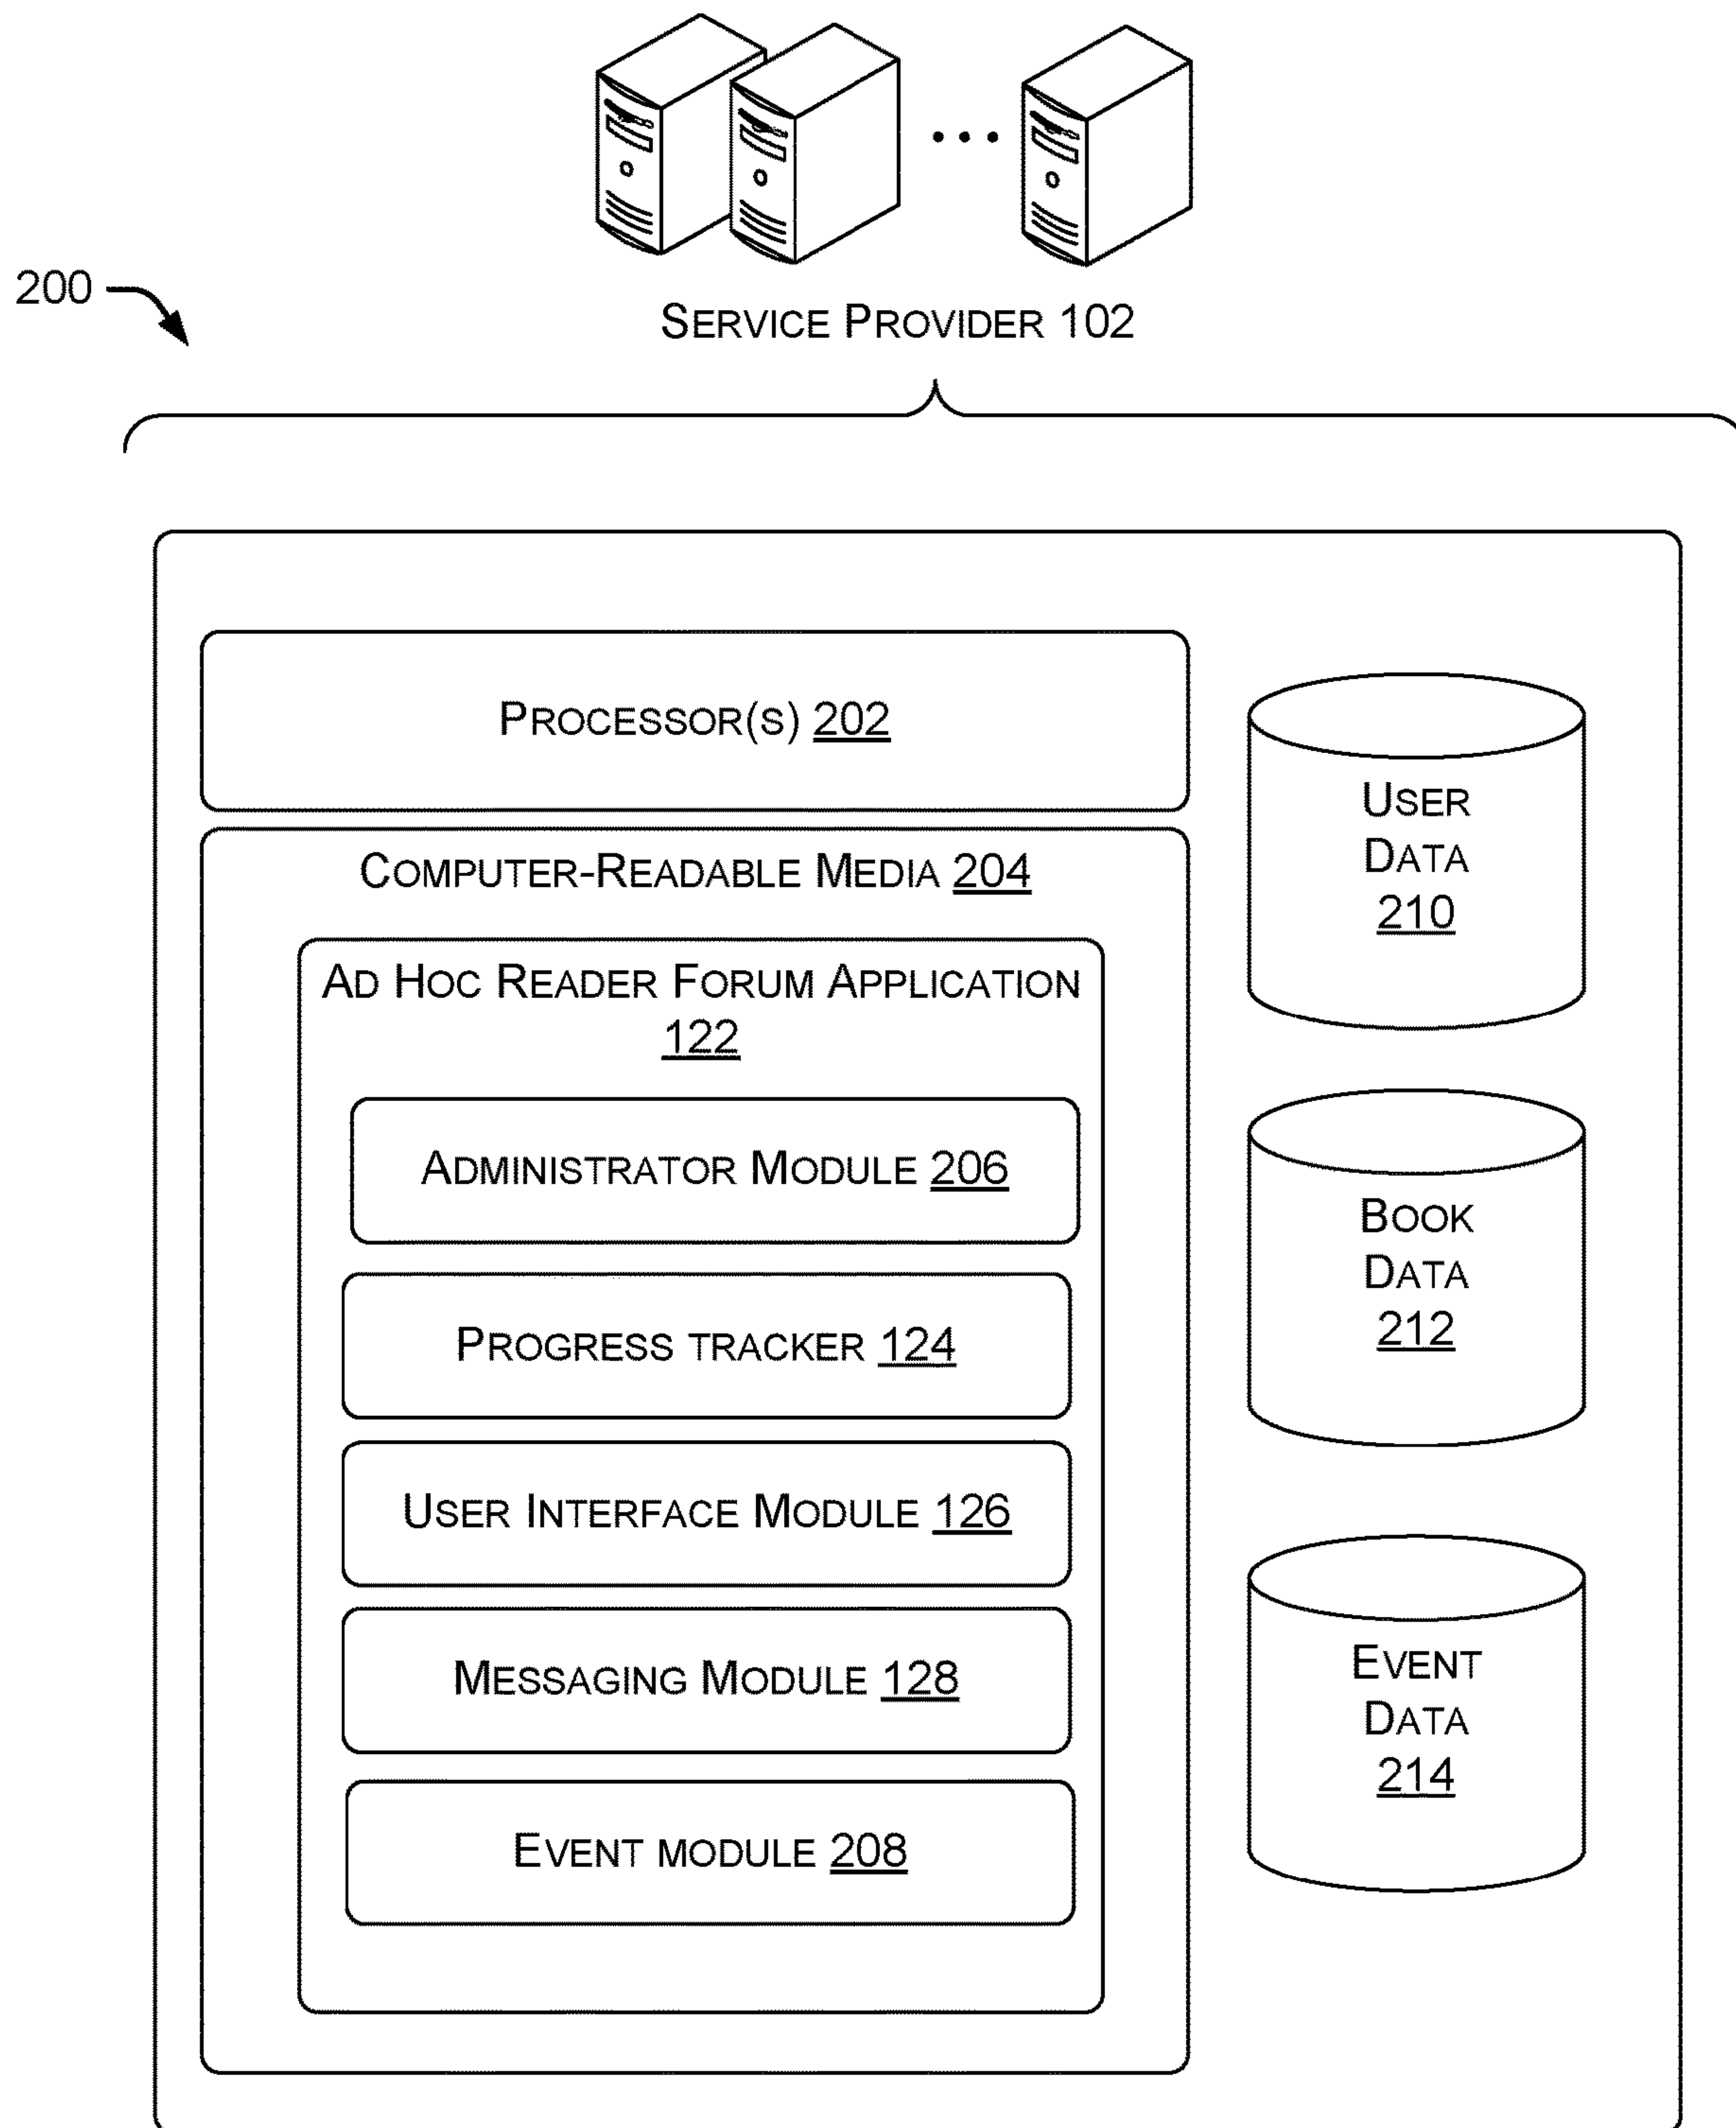 200
SERVICE PROVIDER 102
PROCESSOR(S) 202
COMPUTER-READABLE MEDIA 204
AD HOC READER FORUM APPLICATION
122
ADMINISTRATOR MODULE 206
PROGRESS TRACKER 124
USER INTERFACE MODULE 126
MESSAGING MODULE 128
EVENT MODULE 208
USER
DATA
210
BOOK
DATA
212
EVENT
DATA
214